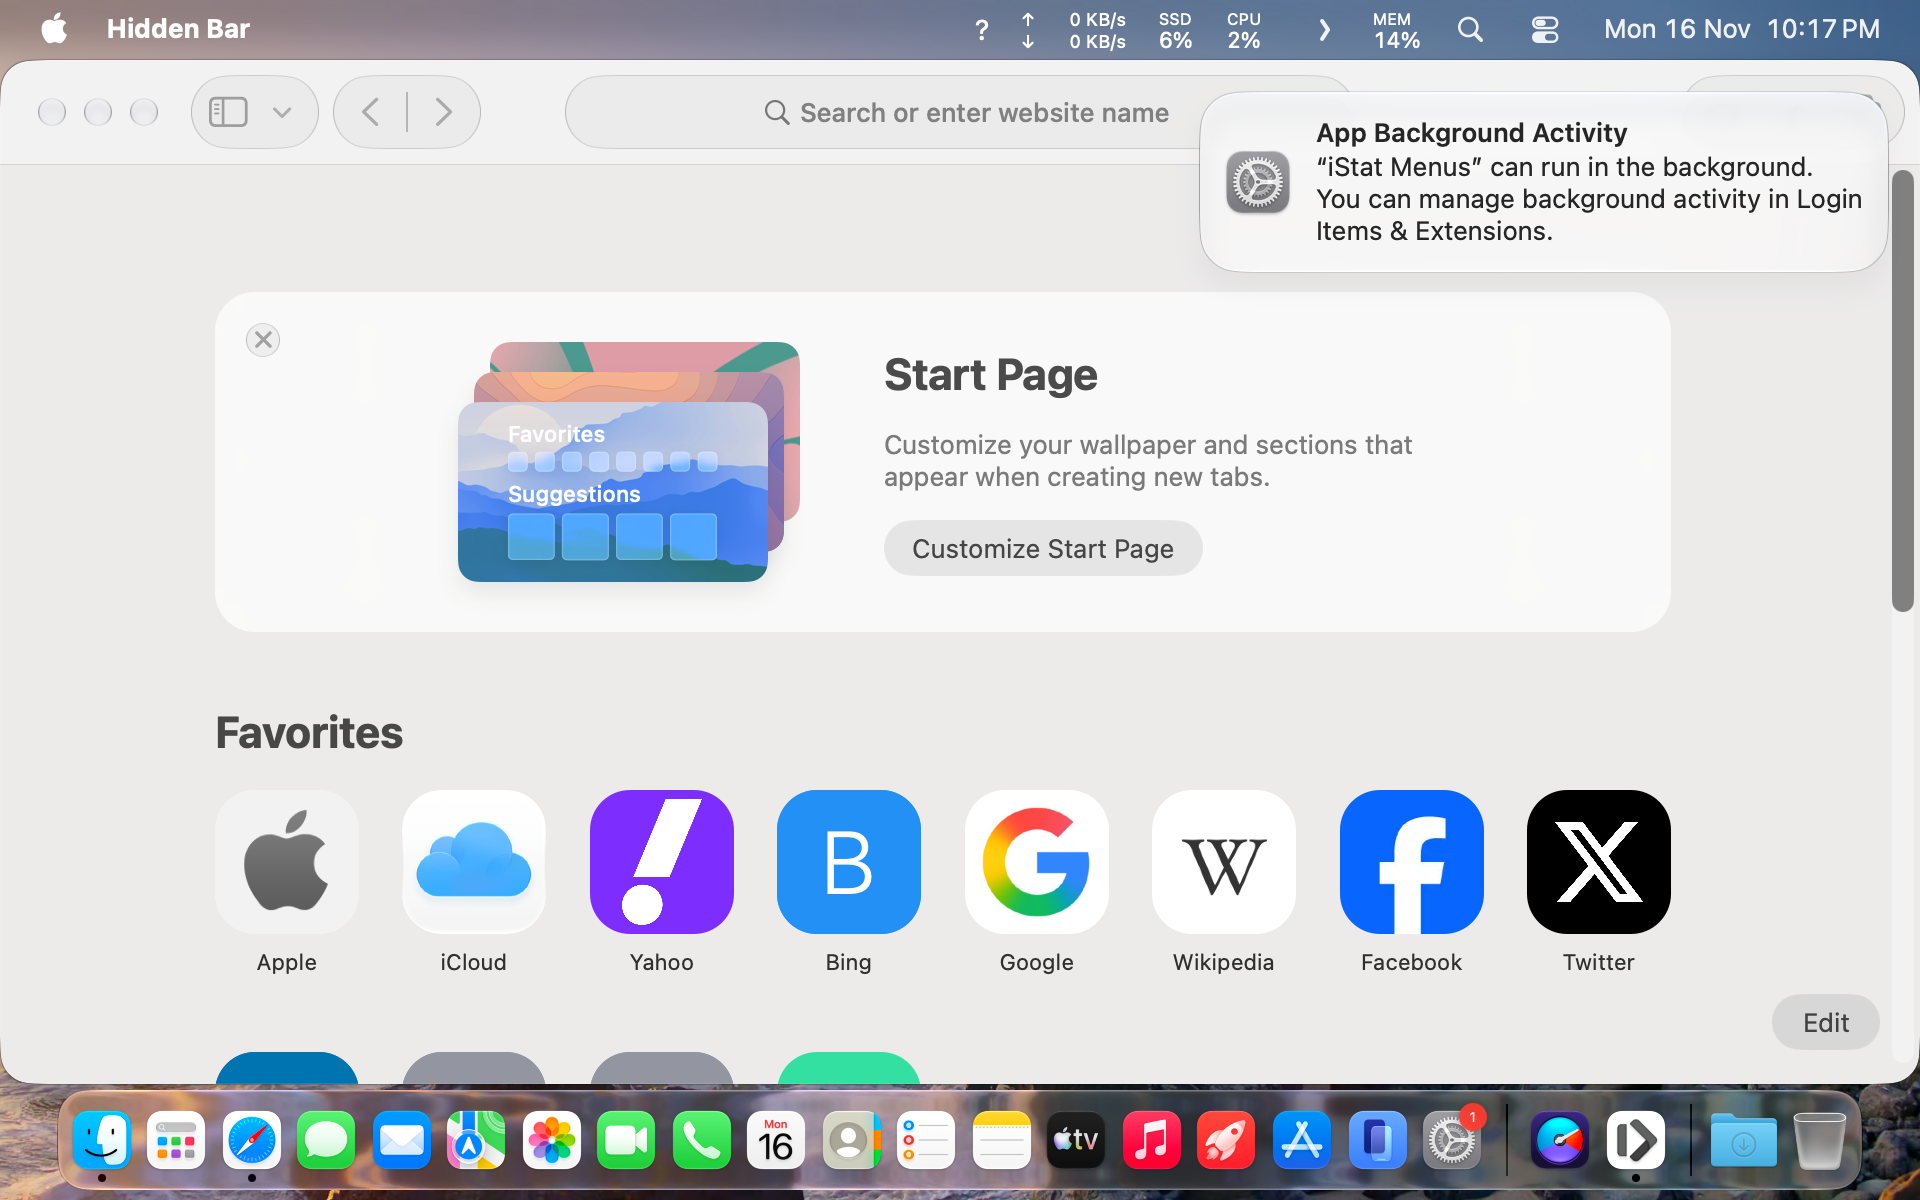 Hidden Bar
?
0 KB/s
0 KB/s
SSD
6%
CPU
2%
MEM
14%
Mon 16 Nov 10:17 PM
Search or enter website name
App Background Activity
“iStat Menus” can run in the background.
You can manage background activity in Login
Items & Extensions.
Favorites
Suggestions
Start Page
Customize your wallpaper and sections that
appear when creating new tabs.
Customize Start Page
Favorites
B
W
Apple
iCloud
Yahoo
Bing
Google
Wikipedia
Facebook
Twitter
Edit
Mon
16
tv
1